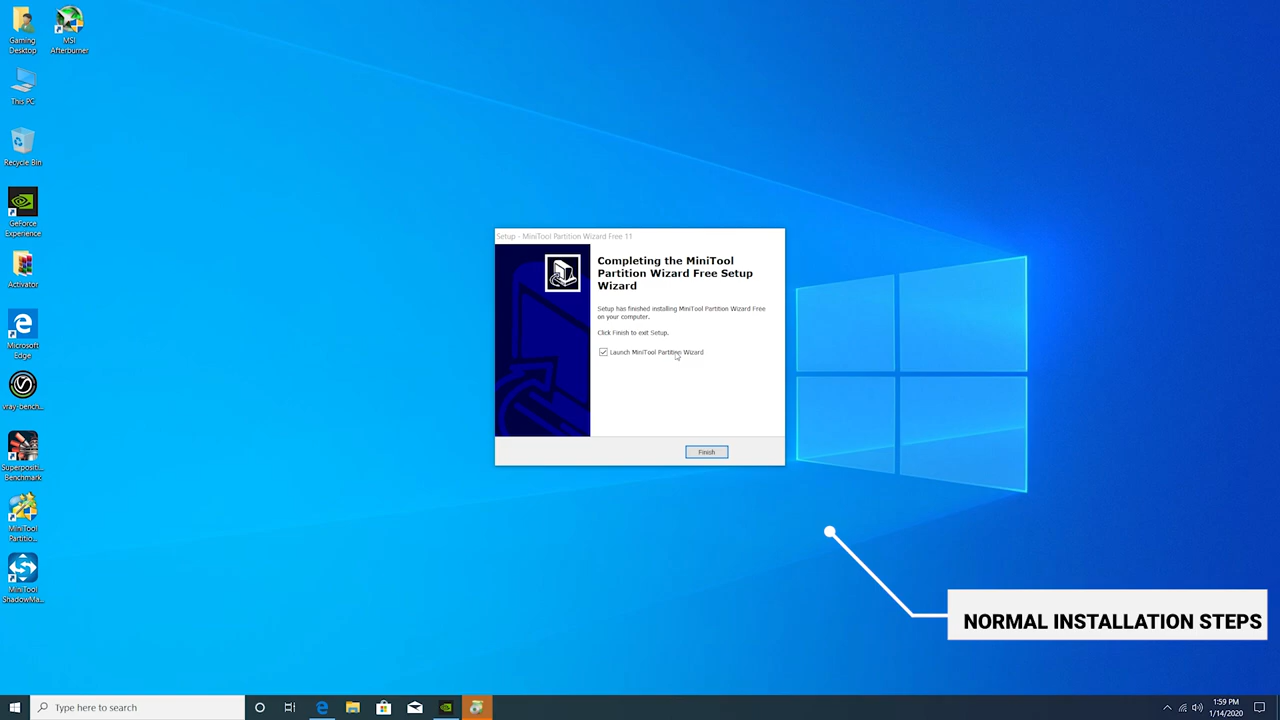 Gaming
Desktop
MSI
Afterburner
This PC
Recycle Bin
GeForce
Experience
Activator
Microsoft
Edge
vray-bench...
Superpositi...
Benchmark
MiniTool
Partitio...
MiniTool
ShadowMa...
Setup - MiniTool Partition Wizard Free 11
Completing the MiniTool
Partition Wizard Free Setup
Wizard
Setup has finished installing MiniTool Partition Wizard Free
on your computer.
Click Finish to exit Setup.
Launch MiniTool Partition Wizard
Finish
NORMAL INSTALLATION STEPS
Type here to search
1:59 PM
1/14/2020